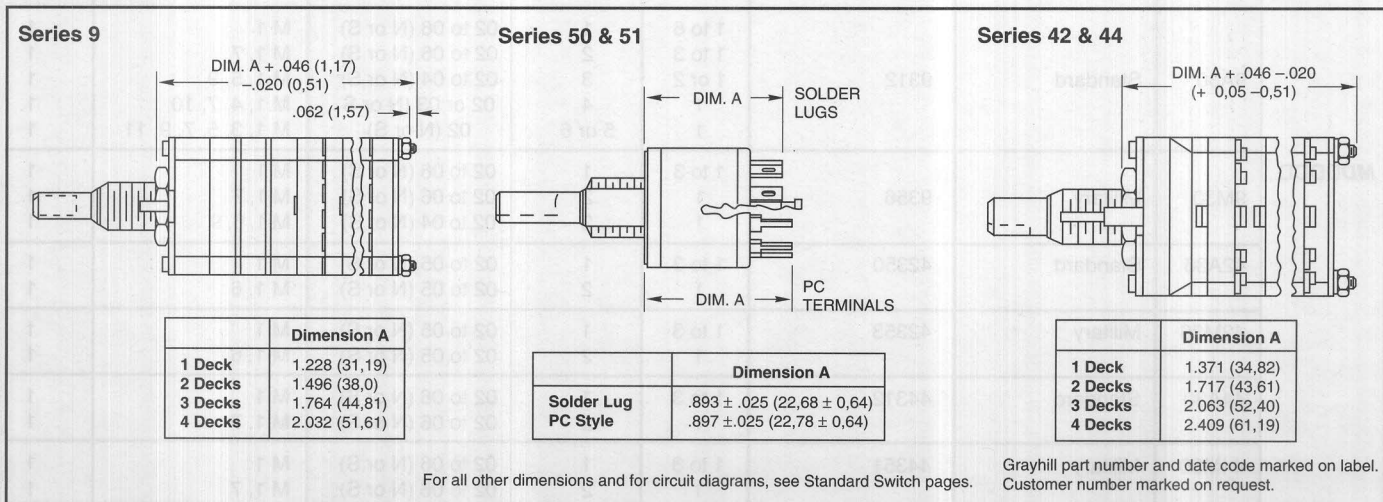 Series 9
DIM. A + .046 (1,17)
–.020 (0,51)
.062 (1,57)
Dimension A
1 Deck 1.228 (31,19)
2 Decks 1.496 (38,0)
3 Decks 1.764 (44,81)
4 Decks 2.032 (51,61)
Series 50 & 51
DIM. A
SOLDER
LUGS
DIM. A
PC
TERMINALS
Dimension A
Solder Lug .893 ± .025 (22,68 ± 0,64)
PC Style .897 ±.025 (22,78 ± 0,64)
Series 42 & 44
DIM. A + .046 –.020
(+ 0,05 –0,51)
Dimension A
1 Deck 1.371 (34,82)
2 Decks 1.717 (43,61)
3 Decks 2.063 (52,40)
4 Decks 2.409 (61,19)
For all other dimensions and for circuit diagrams, see Standard Switch pages.
Grayhill part number and date code marked on label.
Customer number marked on request.